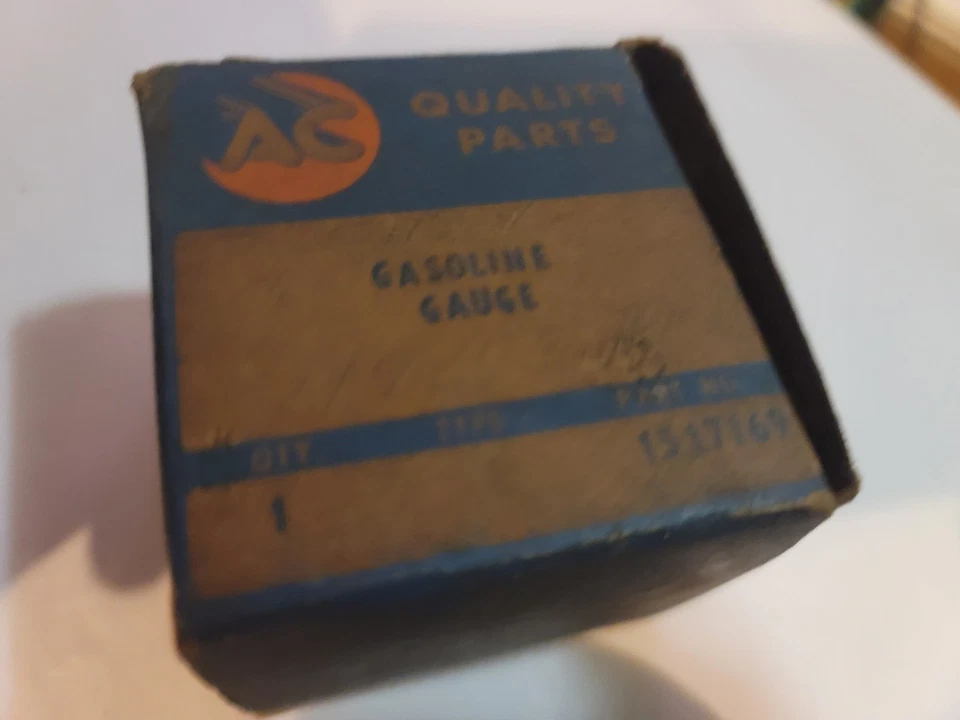 AC
QUALITY
PARTS
GASOLINE
GAUGE
QTY. TYPE PART NO.
1 1517169